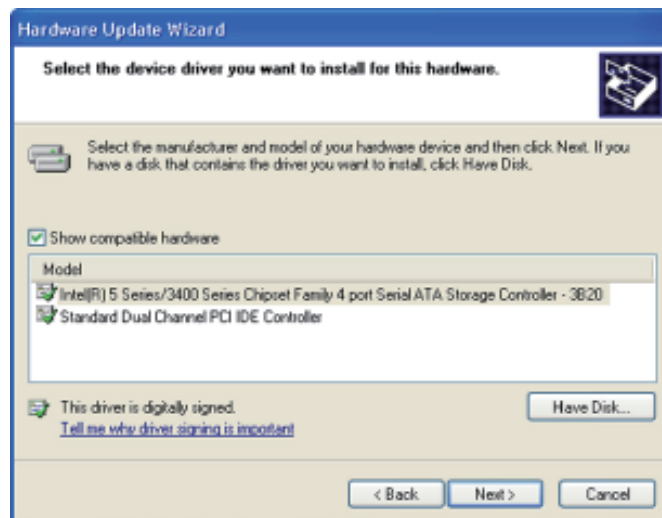 Hardware Update Wizard
Select the device driver you want to install for this hardware.
Select the manufacturer and model of your hardware device and then click Next. If you
have a disk that contains the driver you want to install, click Have Disk.
Show compatible hardware
Model
Intel(R) 5 Series/3400 Series Chipset Family 4 port Serial ATA Storage Controller - 3B20
Standard Dual Channel PCI IDE Controller
This driver is digitally signed.
Have Disk...
Tell me why driver signing is important
< Back
Next >
Cancel